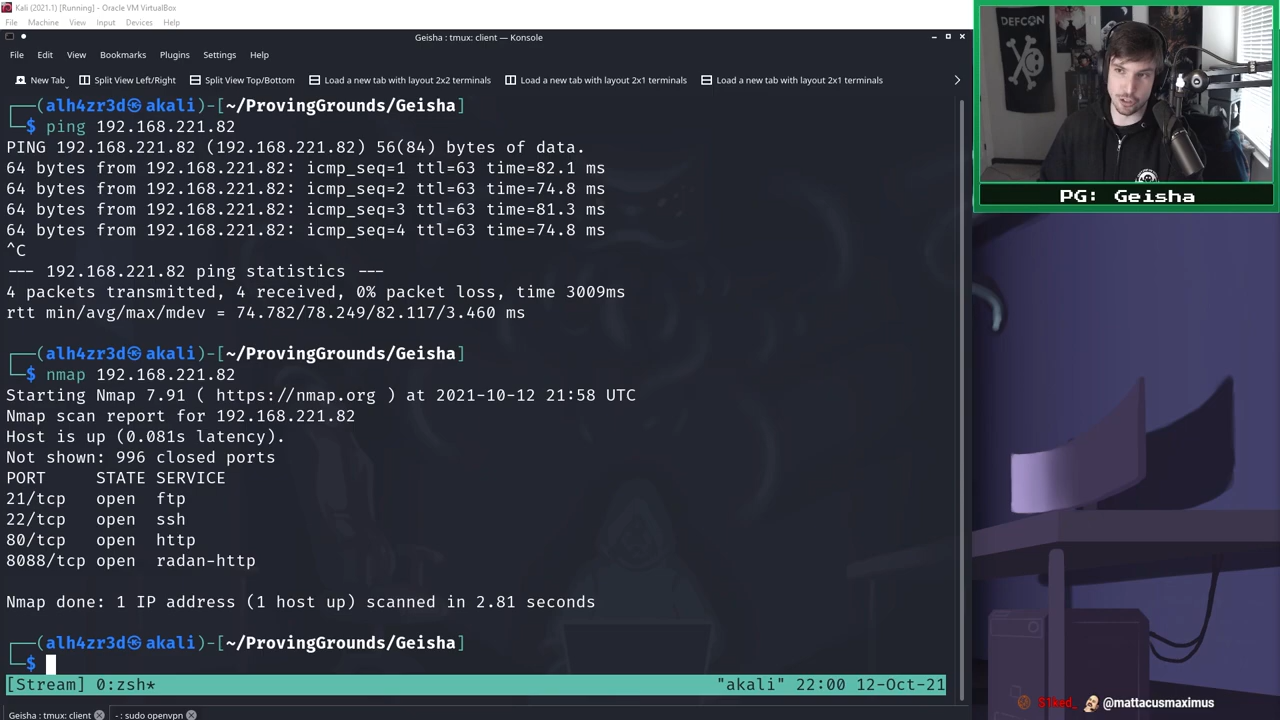 Kali (2021.1) [Running] - Oracle VM VirtualBox
File Machine View Input Devices Help
Geisha : tmux: client — Konsole
File Edit View Bookmarks Plugins Settings Help
New Tab Split View Left/Right Split View Top/Bottom Load a new tab with layout 2x2 terminals Load a new tab with layout 2x1 terminals Load a new tab with layout 2x1 terminals
┌──(alh4zr3d㉿akali)-[~/ProvingGrounds/Geisha]
└─$ ping 192.168.221.82
PING 192.168.221.82 (192.168.221.82) 56(84) bytes of data.
64 bytes from 192.168.221.82: icmp_seq=1 ttl=63 time=82.1 ms
64 bytes from 192.168.221.82: icmp_seq=2 ttl=63 time=74.8 ms
64 bytes from 192.168.221.82: icmp_seq=3 ttl=63 time=81.3 ms
64 bytes from 192.168.221.82: icmp_seq=4 ttl=63 time=74.8 ms
^C
--- 192.168.221.82 ping statistics ---
4 packets transmitted, 4 received, 0% packet loss, time 3009ms
rtt min/avg/max/mdev = 74.782/78.249/82.117/3.460 ms
┌──(alh4zr3d㉿akali)-[~/ProvingGrounds/Geisha]
└─$ nmap 192.168.221.82
Starting Nmap 7.91 ( https://nmap.org ) at 2021-10-12 21:58 UTC
Nmap scan report for 192.168.221.82
Host is up (0.081s latency).
Not shown: 996 closed ports
PORT STATE SERVICE
21/tcp open ftp
22/tcp open ssh
80/tcp open http
8088/tcp open radan-http
Nmap done: 1 IP address (1 host up) scanned in 2.81 seconds
┌──(alh4zr3d㉿akali)-[~/ProvingGrounds/Geisha]
└─$
[Stream] 0:zsh* "akali" 22:00 12-Oct-21
Geisha : tmux: client - : sudo openvpn
DEFCON
PG: Geisha
S1ked_ @mattacusmaximus